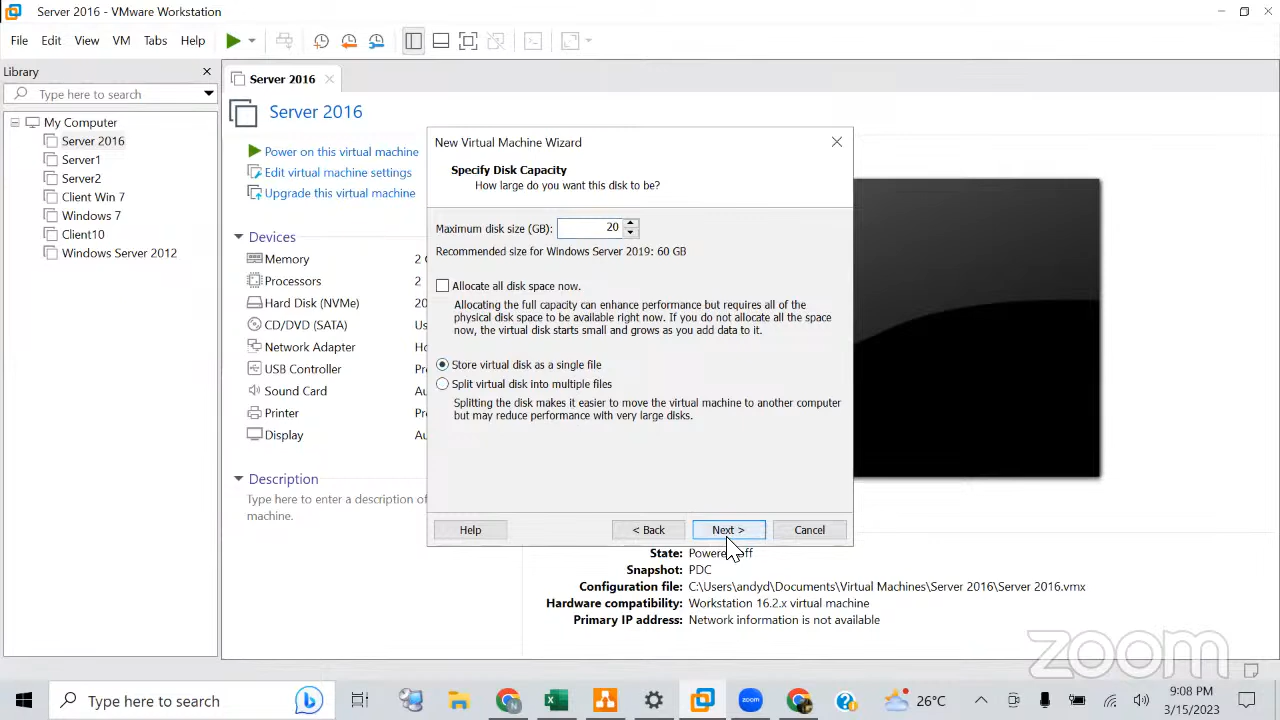 Server 2016 - VMware Workstation
File Edit View VM Tabs Help
Library
Type here to search
My Computer
Server 2016
Server1
Server2
Client Win 7
Windows 7
Client10
Windows Server 2012
Server 2016
Server 2016
Power on this virtual machine
Edit virtual machine settings
Upgrade this virtual machine
Devices
Memory 2 G
Processors 2
Hard Disk (NVMe) 20
CD/DVD (SATA) Us
Network Adapter Ho
USB Controller Pre
Sound Card Au
Printer Pre
Display Au
Description
Type here to enter a description of
machine.
New Virtual Machine Wizard
Specify Disk Capacity
How large do you want this disk to be?
Maximum disk size (GB): 20
Recommended size for Windows Server 2019: 60 GB
Allocate all disk space now.
Allocating the full capacity can enhance performance but requires all of the
physical disk space to be available right now. If you do not allocate all the space
now, the virtual disk starts small and grows as you add data to it.
Store virtual disk as a single file
Split virtual disk into multiple files
Splitting the disk makes it easier to move the virtual machine to another computer
but may reduce performance with very large disks.
Help < Back Next > Cancel
State: Powered off
Snapshot: PDC
Configuration file: C:\Users\andyd\Documents\Virtual Machines\Server 2016\Server 2016.vmx
Hardware compatibility: Workstation 16.2.x virtual machine
Primary IP address: Network information is not available
zoom
Type here to search
zoom
26°C
9:08 PM
3/15/2023